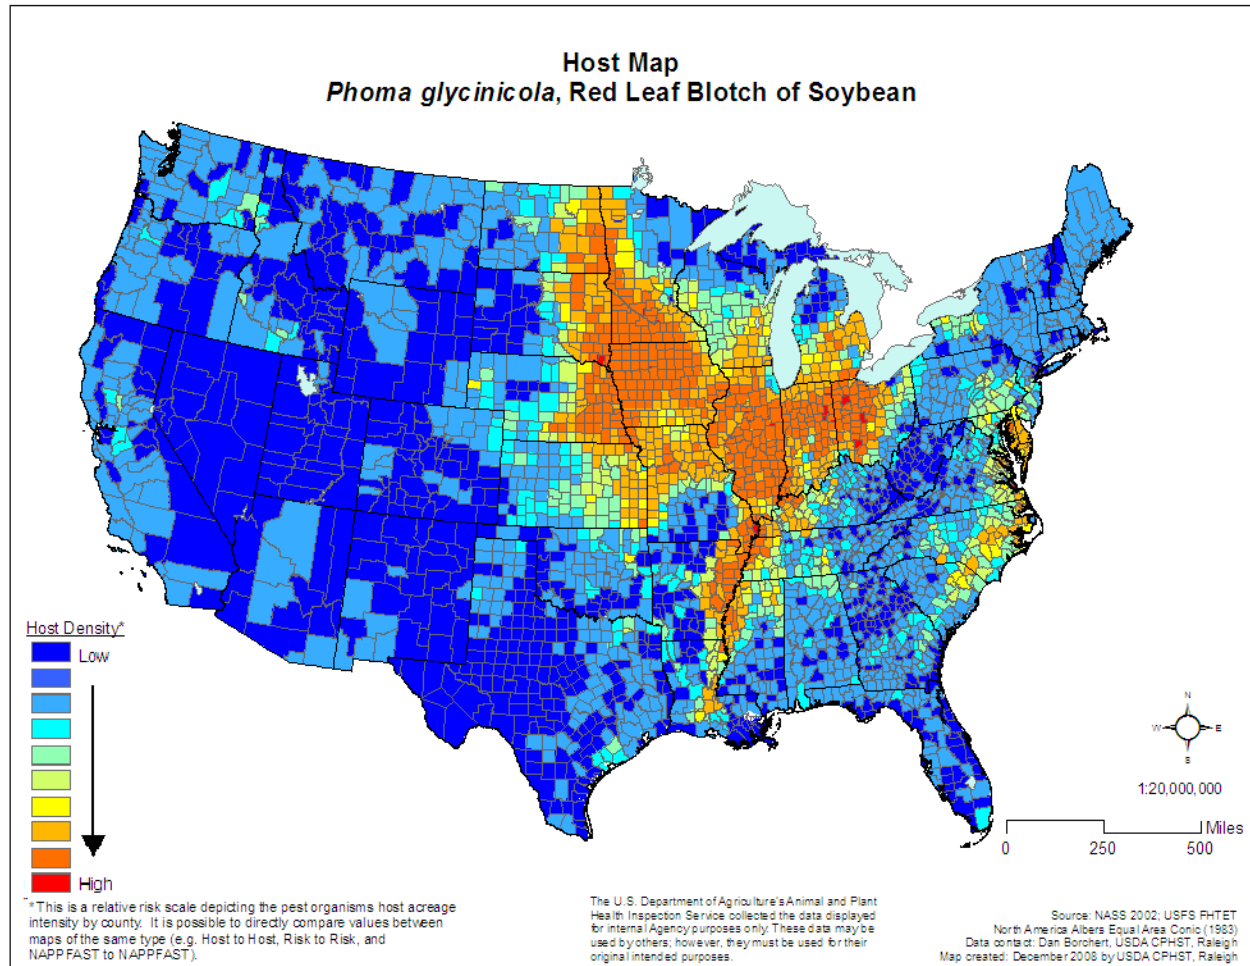 Host Map
Phoma glycinicola, Red Leaf Blotch of Soybean
Host Density*
Low
High
N
W
E
S
1:20,000,000
Miles
0
250
500
*This is a relative risk scale depicting the pest organisms host acreage
intensity by county. It is possible to directly compare values between
maps of the same type (e.g. Host to Host, Risk to Risk, and
NAPPFAST to NAPPFAST).
The U.S. Department of Agriculture's Animal and Plant
Health Inspection Service collected the data displayed
for internal Agency purposes only. These data may be
used by others; however, they must be used for their
original intended purposes.
Source: NASS 2002; USFS FHTET
North America Albers Equal Area Conic (1983)
Data contact: Dan Borchert, USDA CPHST, Raleigh
Map created: December 2008 by USDA CPHST, Raleigh